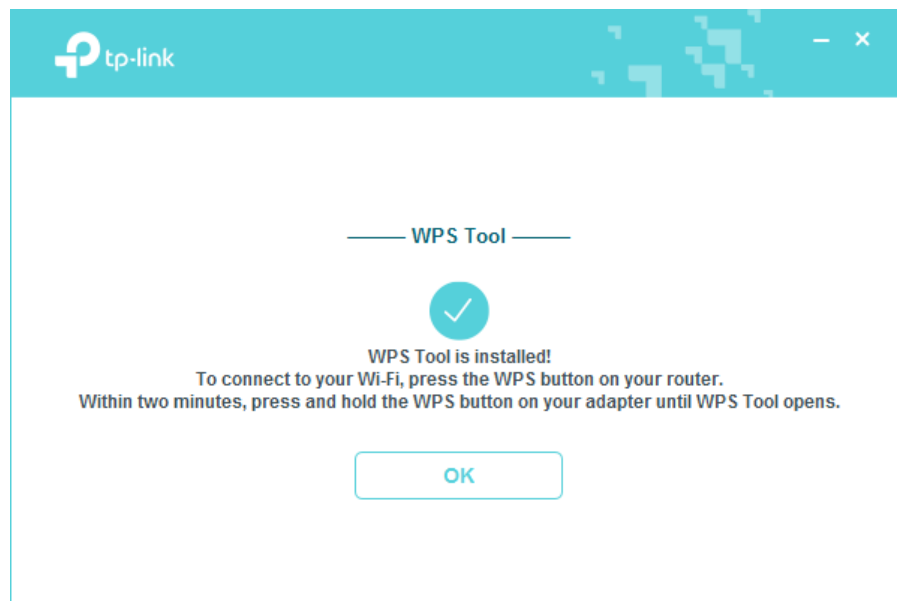 tp-link
WPS Tool
WPS Tool is installed!
To connect to your Wi-Fi, press the WPS button on your router.
Within two minutes, press and hold the WPS button on your adapter until WPS Tool opens.
OK